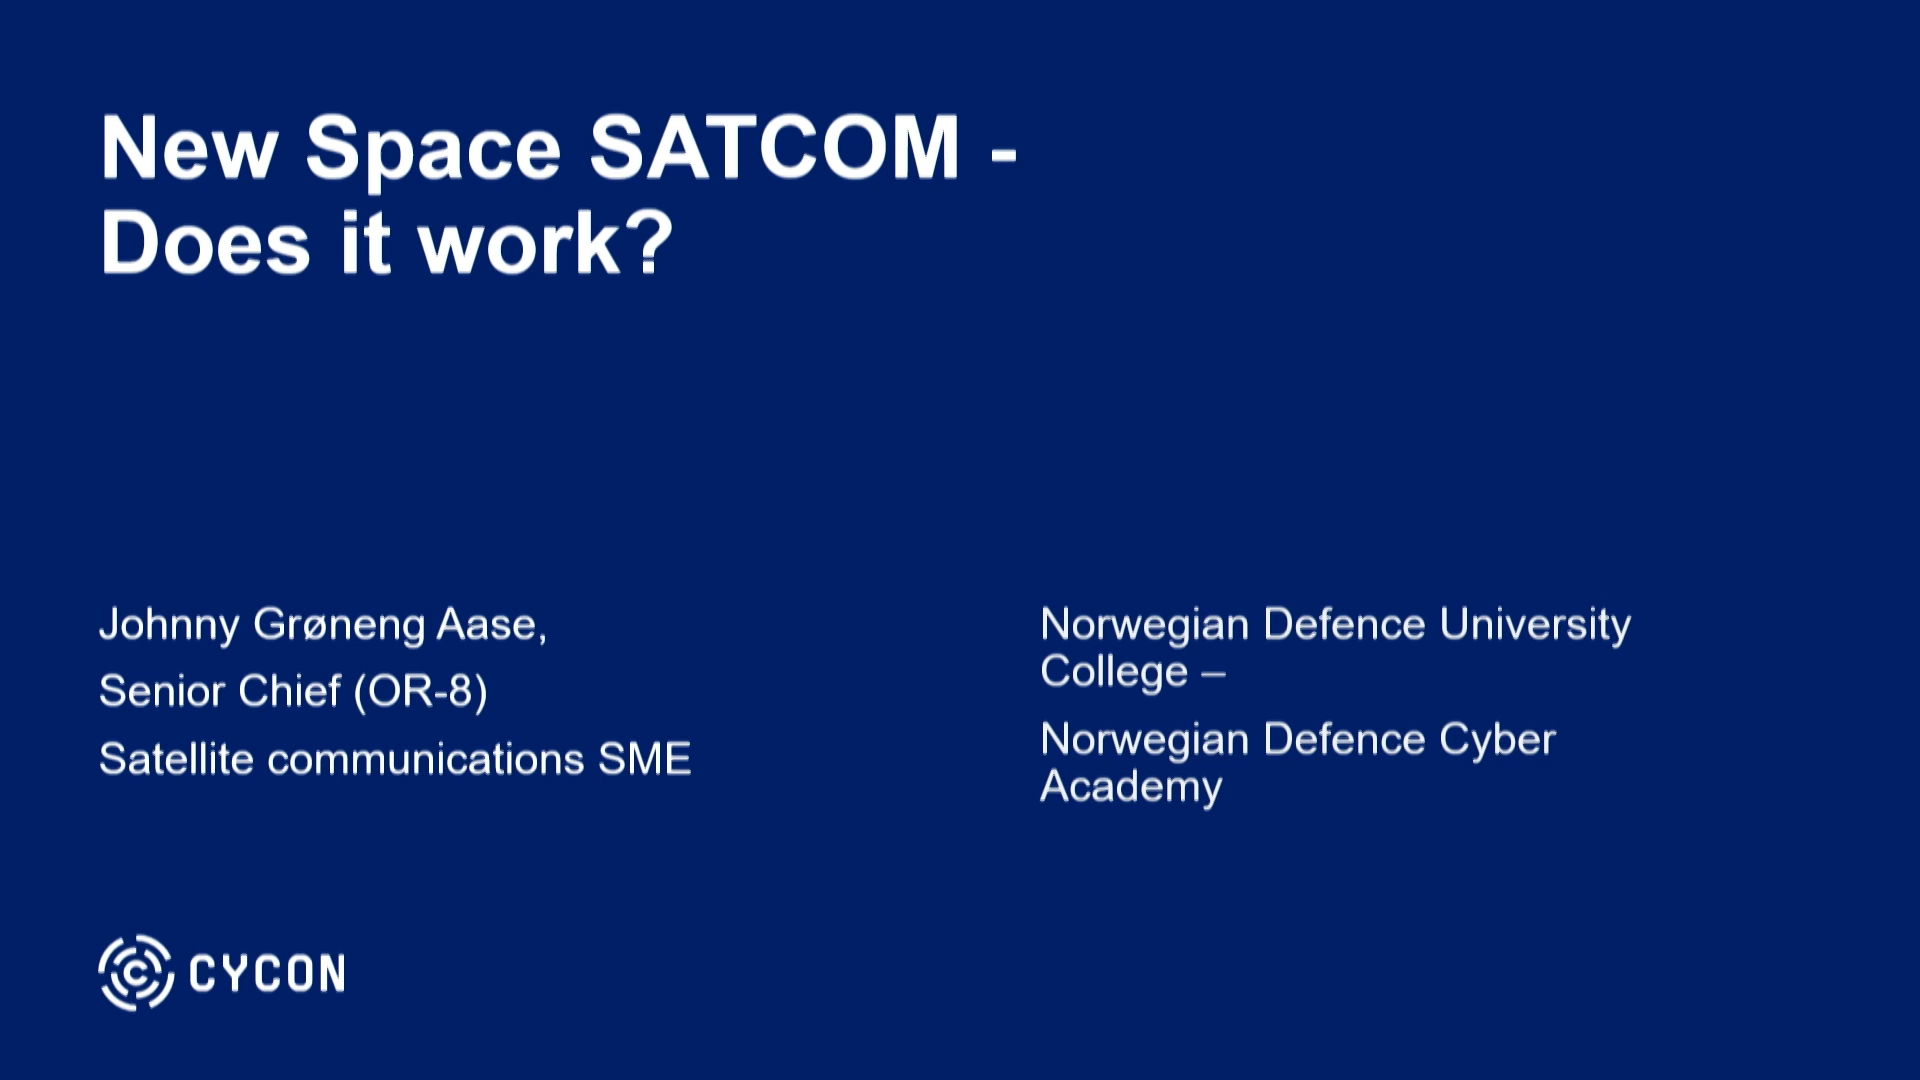 New Space SATCOM -
Does it work?
Johnny Grøneng Aase,
Senior Chief (OR-8)
Satellite communications SME
Norwegian Defence University
College –
Norwegian Defence Cyber
Academy
CYCON